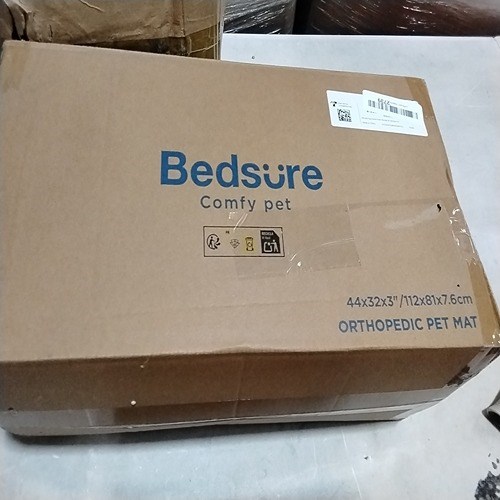 Bedsure
Comfy pet
44x32x3"/112x81x7.6cm
ORTHOPEDIC PET MAT